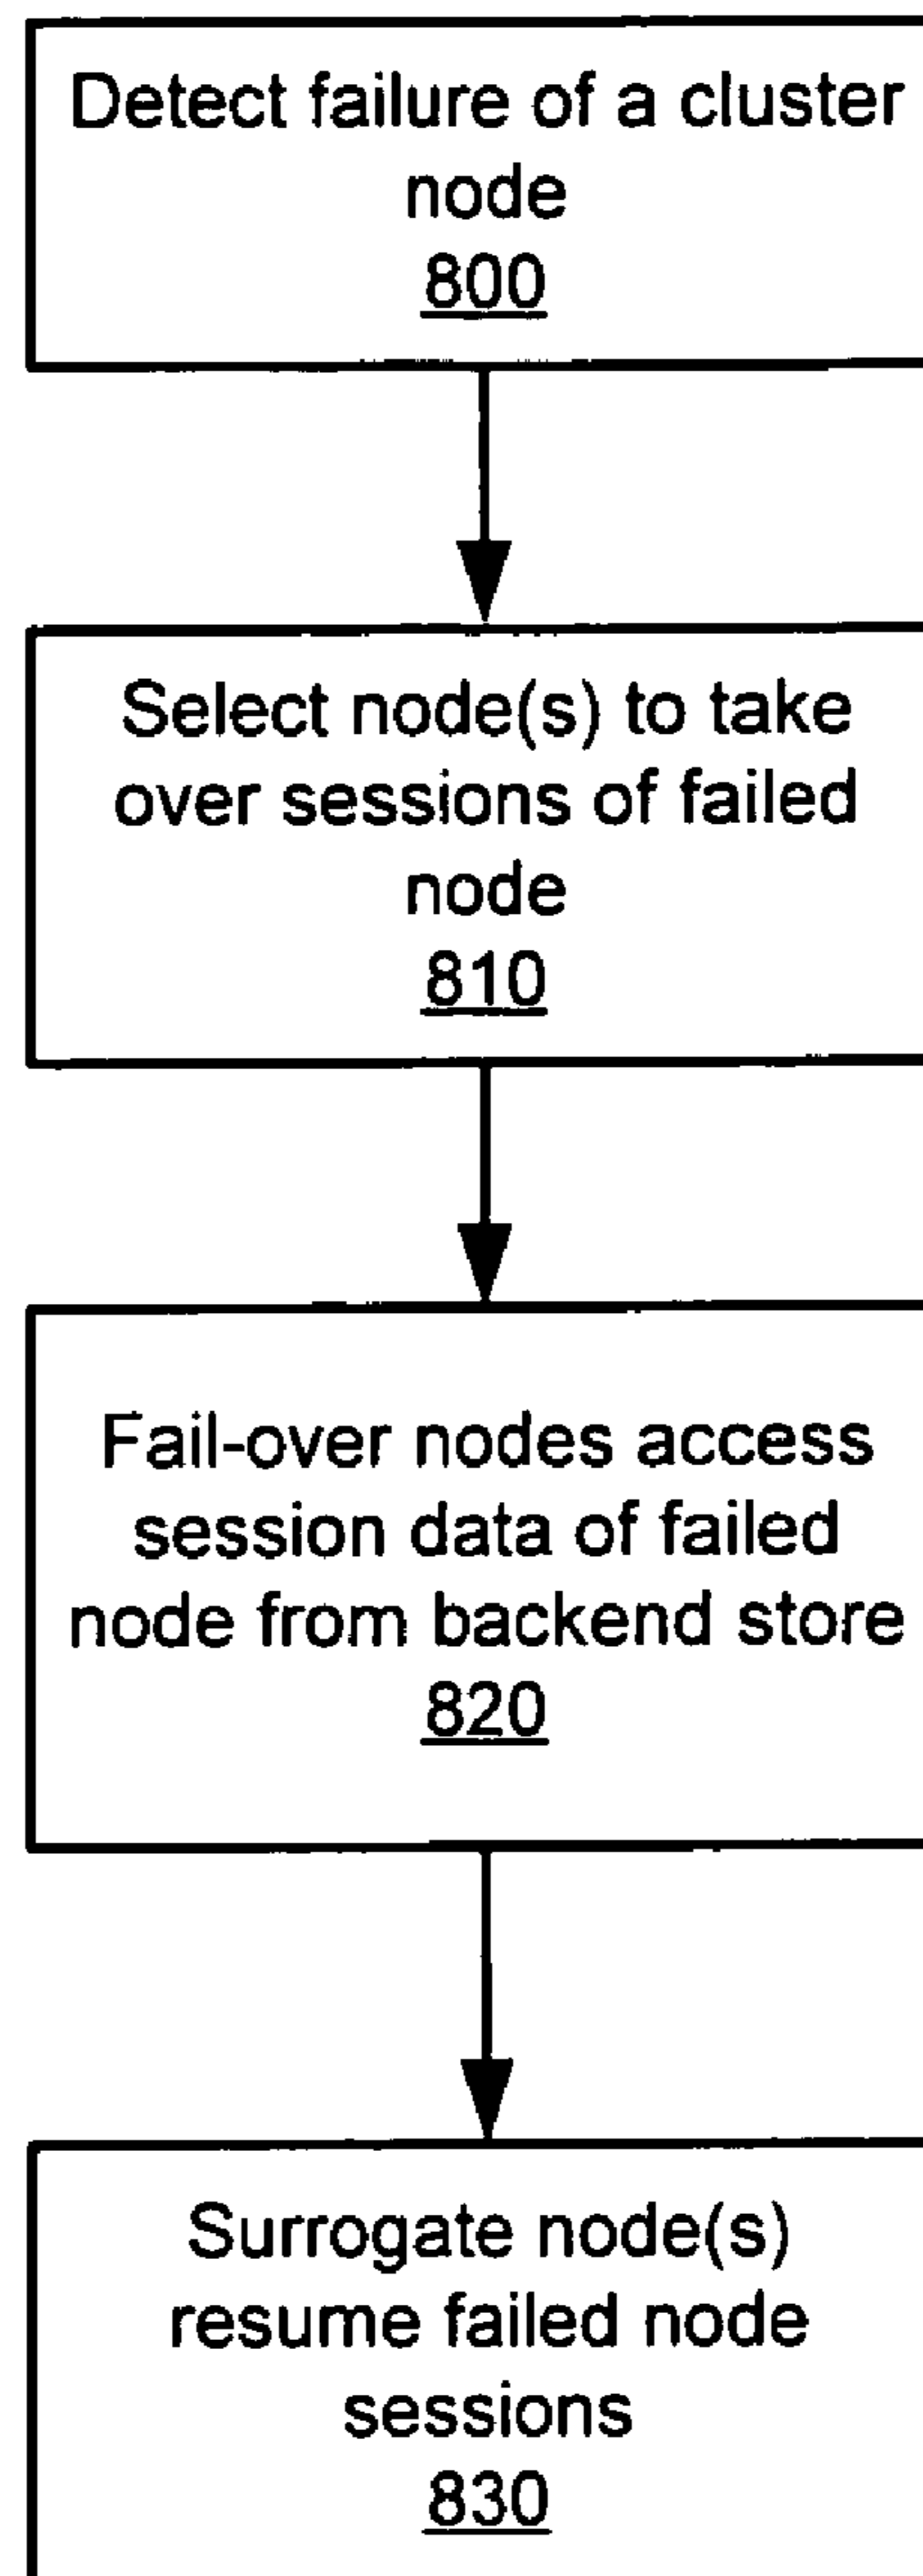 Detect failure of a cluster
node
800
Select node(s) to take
over sessions of failed
node
810
Fail-over nodes access
session data of failed
node from backend store
820
Surrogate node(s)
resume failed node
sessions
830